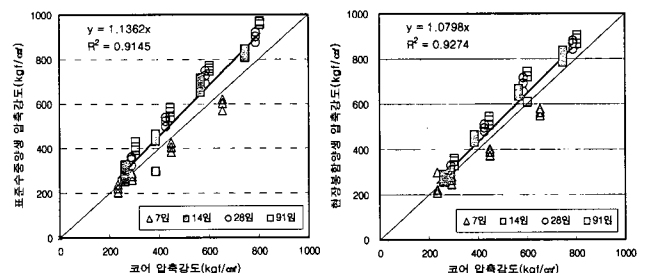 y = 1.1362x
R² = 0.9145
표준수중양생 압축강도(kgf/㎠)
1000
800
600
400
200
0
0 200 400 600 800 1000
△7일 □14일 ○28일 □91일
코어 압축강도(kgf/㎠)
y = 1.0798x
R² = 0.9274
현장봉함양생 압축강도(kgf/㎠)
1000
800
600
400
200
0
0 200 400 600 800 1000
△7일 □14일 ○28일 □91일
코어 압축강도(kgf/㎠)